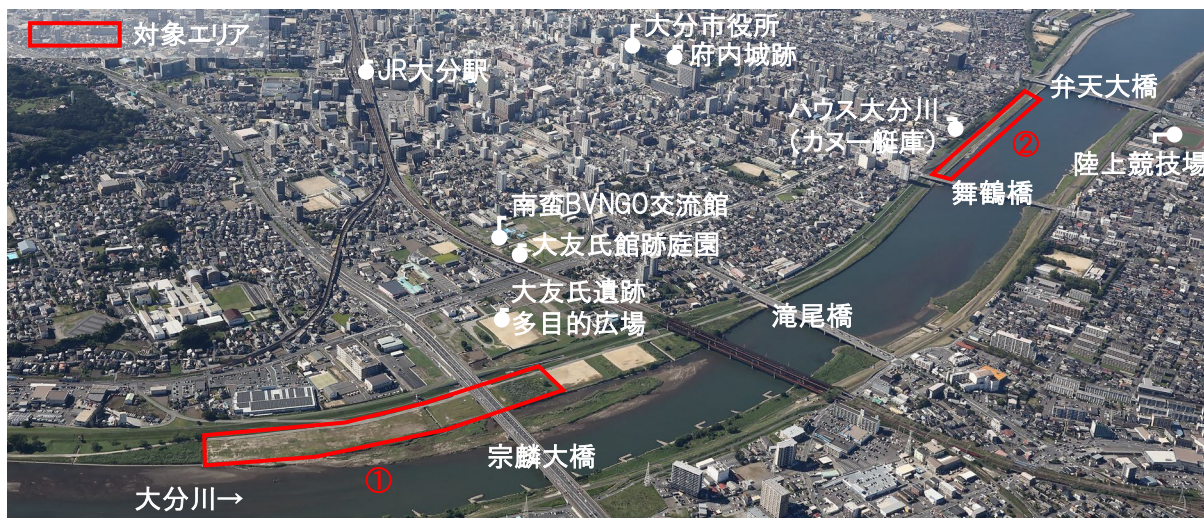 対象エリア
大分市役所
府内城跡
JR大分駅
弁天大橋
ハウス大分川
(カヌー艇庫)
②
陸上競技場
舞鶴橋
南蛮BVNGO交流館
大友氏館跡庭園
大友氏遺跡
多目的広場
滝尾橋
宗麟大橋
①
大分川→